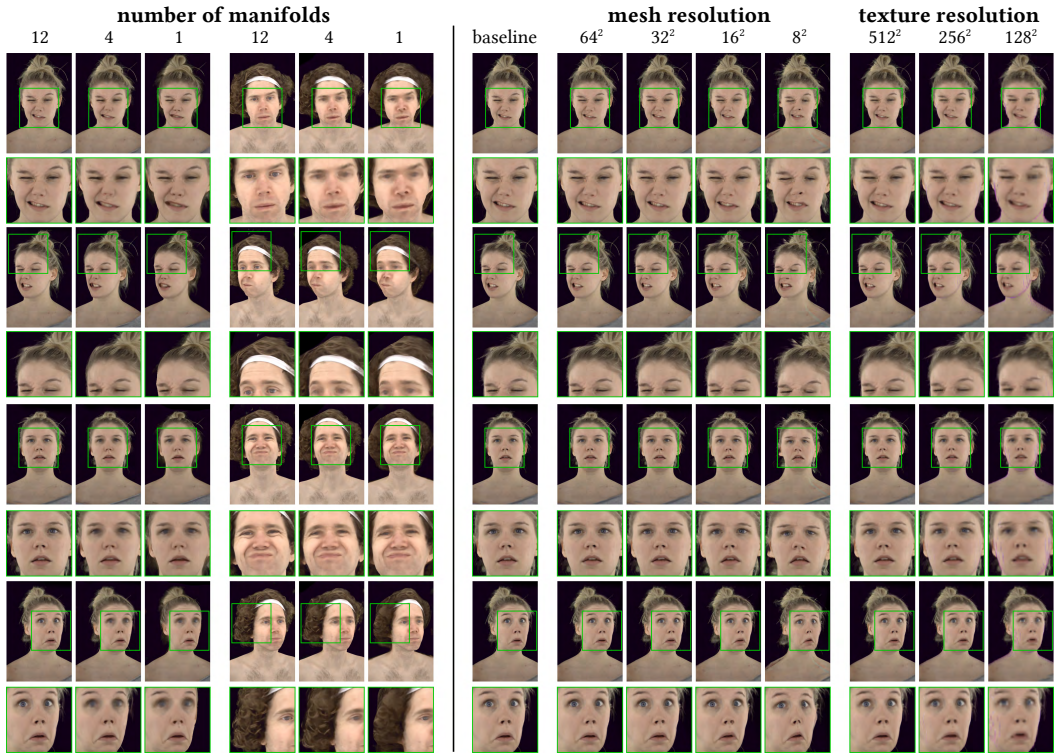 number of manifolds mesh resolution texture resolution
12 4 1 12 4 1 baseline 64² 32² 16² 8² 512² 256² 128²